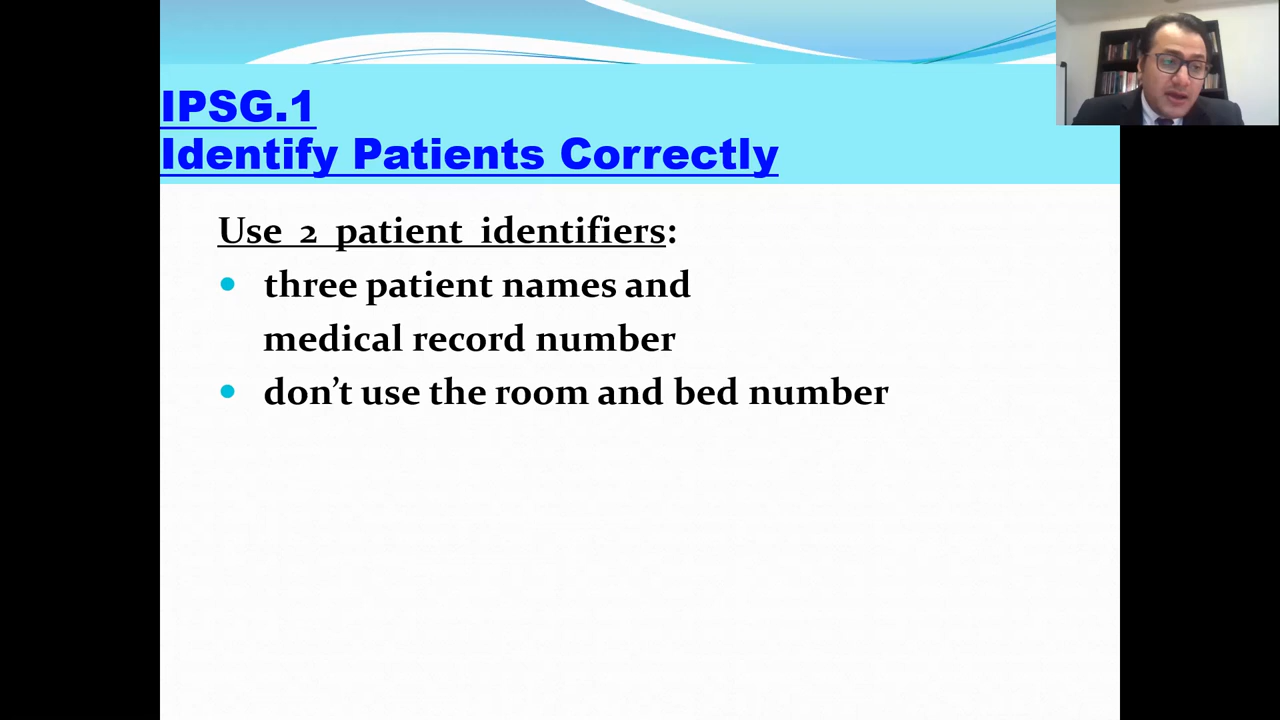 IPSG.1
Identify Patients Correctly
Use 2 patient identifiers:
• three patient names and
medical record number
• don’t use the room and bed number